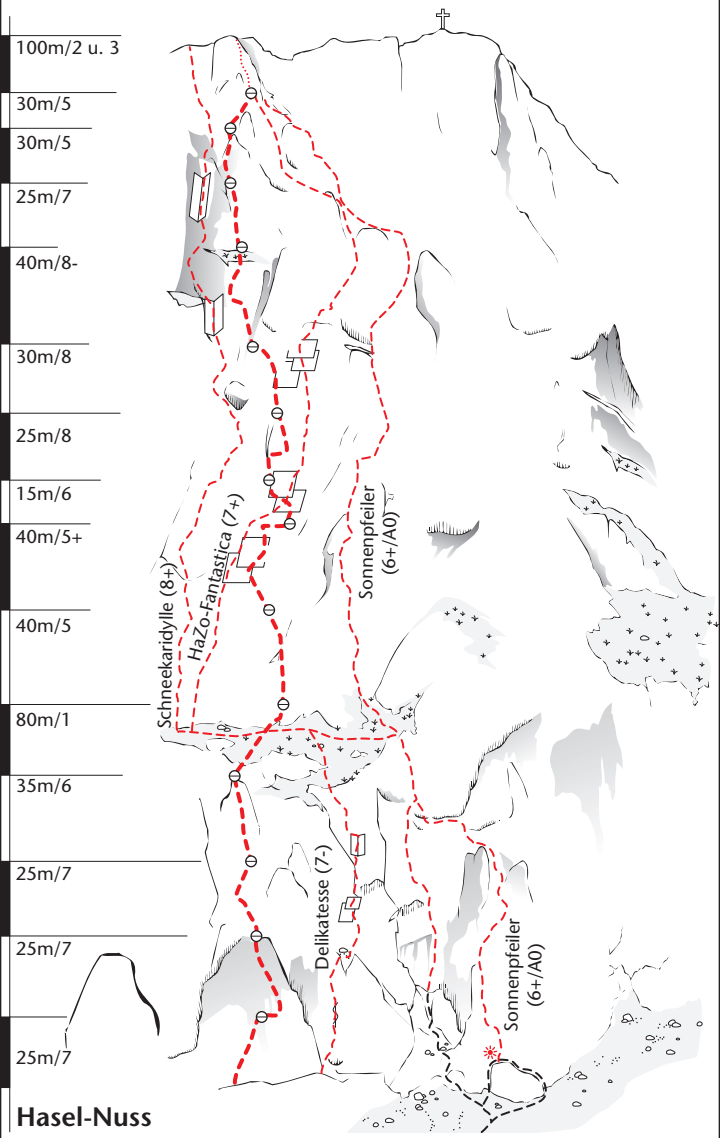 100m/2 u. 3
30m/5
30m/5
25m/7
40m/8-
30m/8
25m/8
15m/6
40m/5+
40m/5
80m/1
35m/6
25m/7
25m/7
25m/7
Schneekaridylle (8+)
HaZo-Fantastica (7+)
Sonnenpfeiler
(6+/A0)
Delikatesse (7-)
Sonnenpfeiler
(6+/A0)
Hasel-Nuss